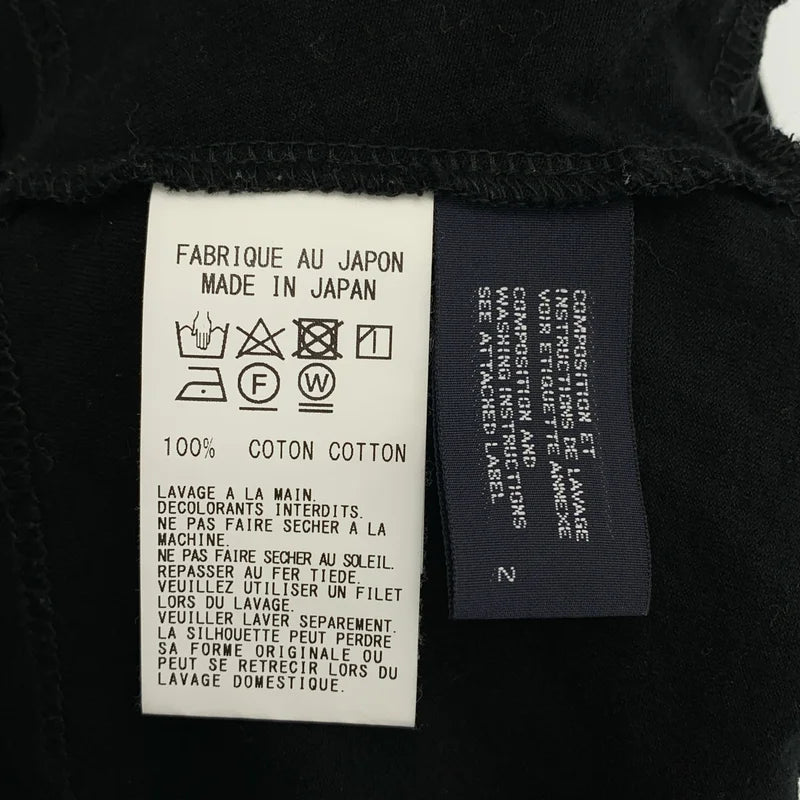 FABRIQUE AU JAPON
MADE IN JAPAN
F
W
100% COTON COTTON
LAVAGE A LA MAIN.
DECOLORANTS INTERDITS.
NE PAS FAIRE SECHER A LA
MACHINE.
NE PAS FAIRE SECHER AU SOLEIL.
REPASSER AU FER TIEDE.
VEUILLEZ UTILISER UN FILET
LORS DU LAVAGE.
VEUILLER LAVER SEPAREMENT.
LA SILHOUETTE PEUT PERDRE
SA FORME ORIGINALE OU
PEUT SE RETRECIR LORS DU
LAVAGE DOMESTIQUE.
COMPOSITION ET
INSTRUCTIONS DE LAVAGE
VOIR ETIQUETTE ANNEXE
COMPOSITION AND
WASHING INSTRUCTIONS
SEE ATTACHED LABEL
2